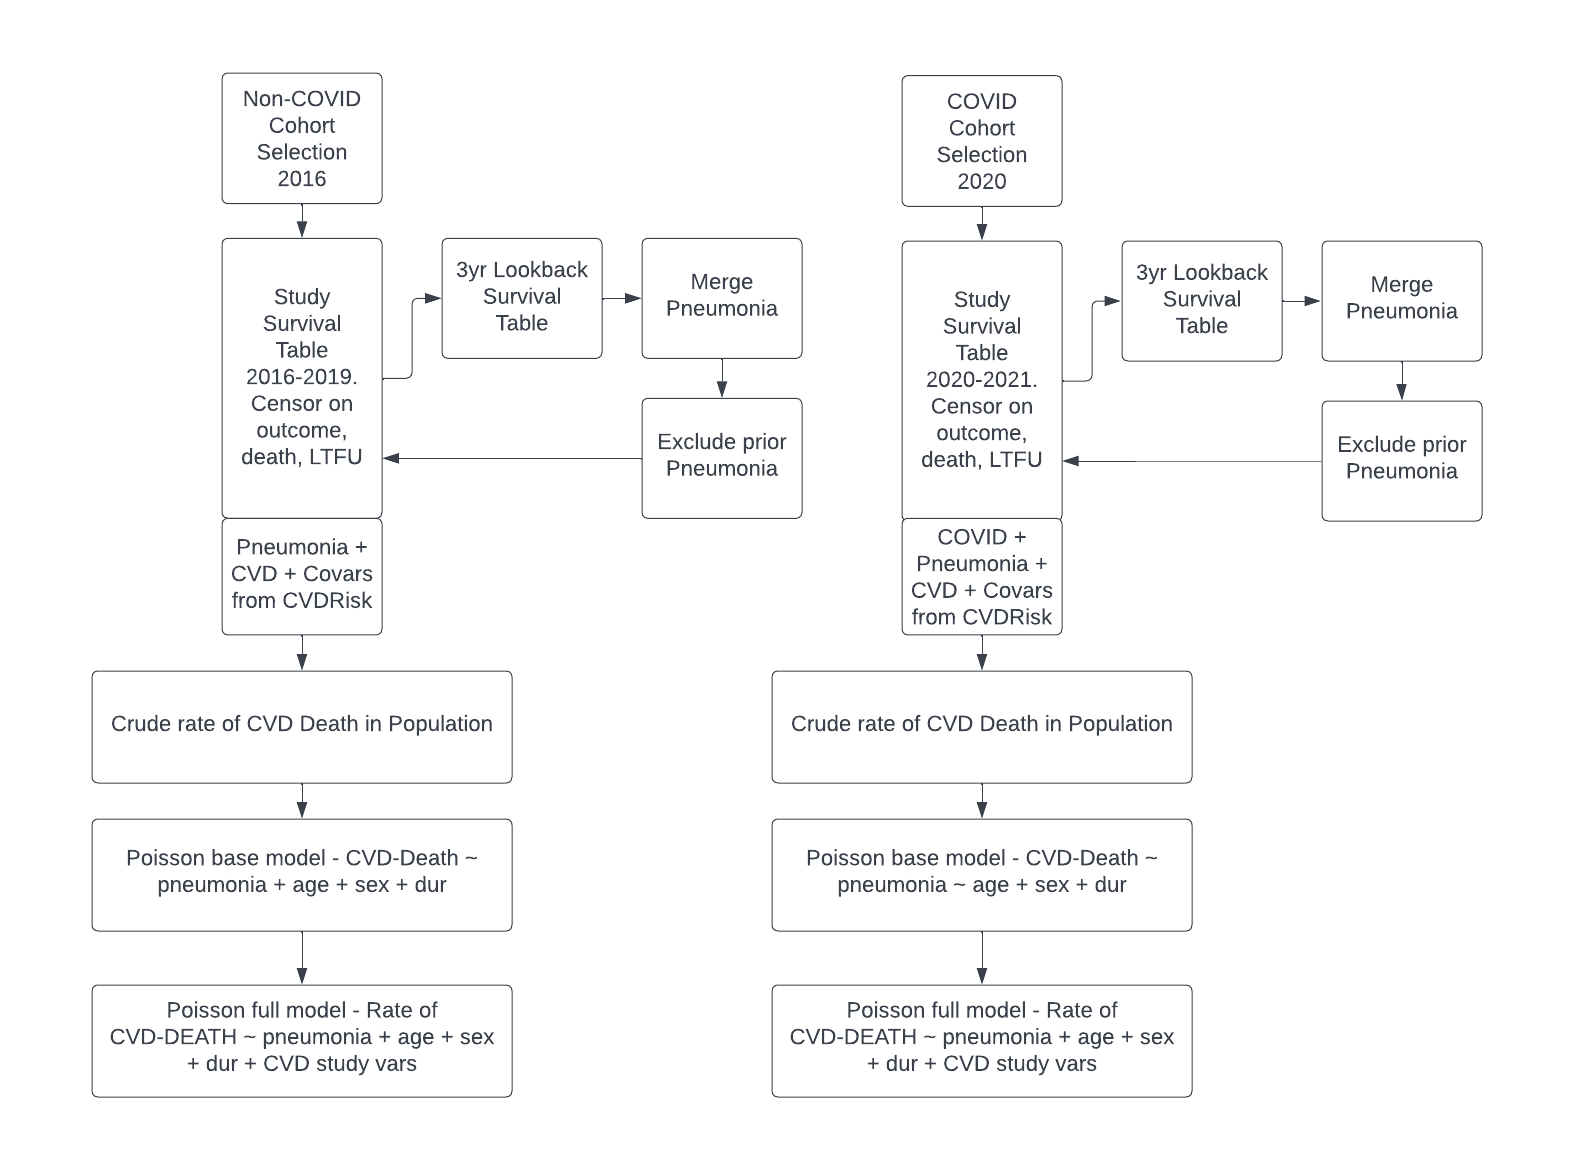 Non-COVID
Cohort
Selection
2016
Study
Survival
Table
2016-2019.
Censor on
outcome,
death, LTFU
3yr Lookback
Survival
Table
Merge
Pneumonia
Exclude prior
Pneumonia
Pneumonia +
CVD + Covars
from CVDRisk
Crude rate of CVD Death in Population
Poisson base model - CVD-Death ~
pneumonia + age + sex + dur
Poisson full model - Rate of
CVD-DEATH ~ pneumonia + age + sex
+ dur + CVD study vars
COVID
Cohort
Selection
2020
Study
Survival
Table
2020-2021.
Censor on
outcome,
death, LTFU
3yr Lookback
Survival
Table
Merge
Pneumonia
Exclude prior
Pneumonia
COVID +
Pneumonia +
CVD + Covars
from CVDRisk
Crude rate of CVD Death in Population
Poisson base model - CVD-Death ~
pneumonia ~ age + sex + dur
Poisson full model - Rate of
CVD-DEATH ~ pneumonia + age + sex
+ dur + CVD study vars